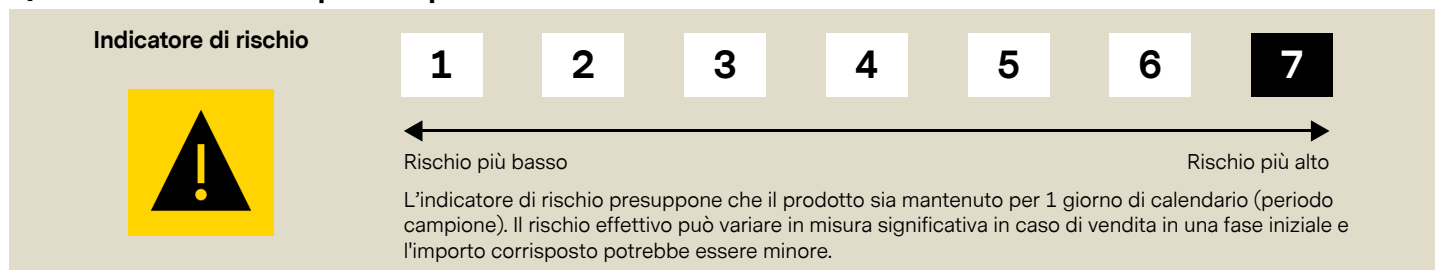 Indicatore di rischio
1 2 3 4 5 6 7
Rischio più basso Rischio più alto
L’indicatore di rischio presuppone che il prodotto sia mantenuto per 1 giorno di calendario (periodo
campione). Il rischio effettivo può variare in misura significativa in caso di vendita in una fase iniziale e
l'importo corrisposto potrebbe essere minore.